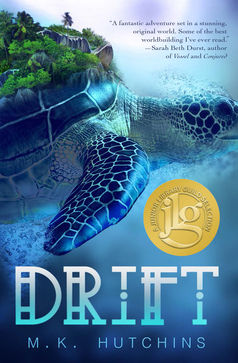 "A fantastic adventure set in a stunning,
original world. Some of the best
worldbuilding I've ever read."
—Sarah Beth Durst, author
of Vessel and Conjured
A JUNIOR LIBRARY GUILD SELECTION
jlg
DRIFT
M.K. HUTCHINS